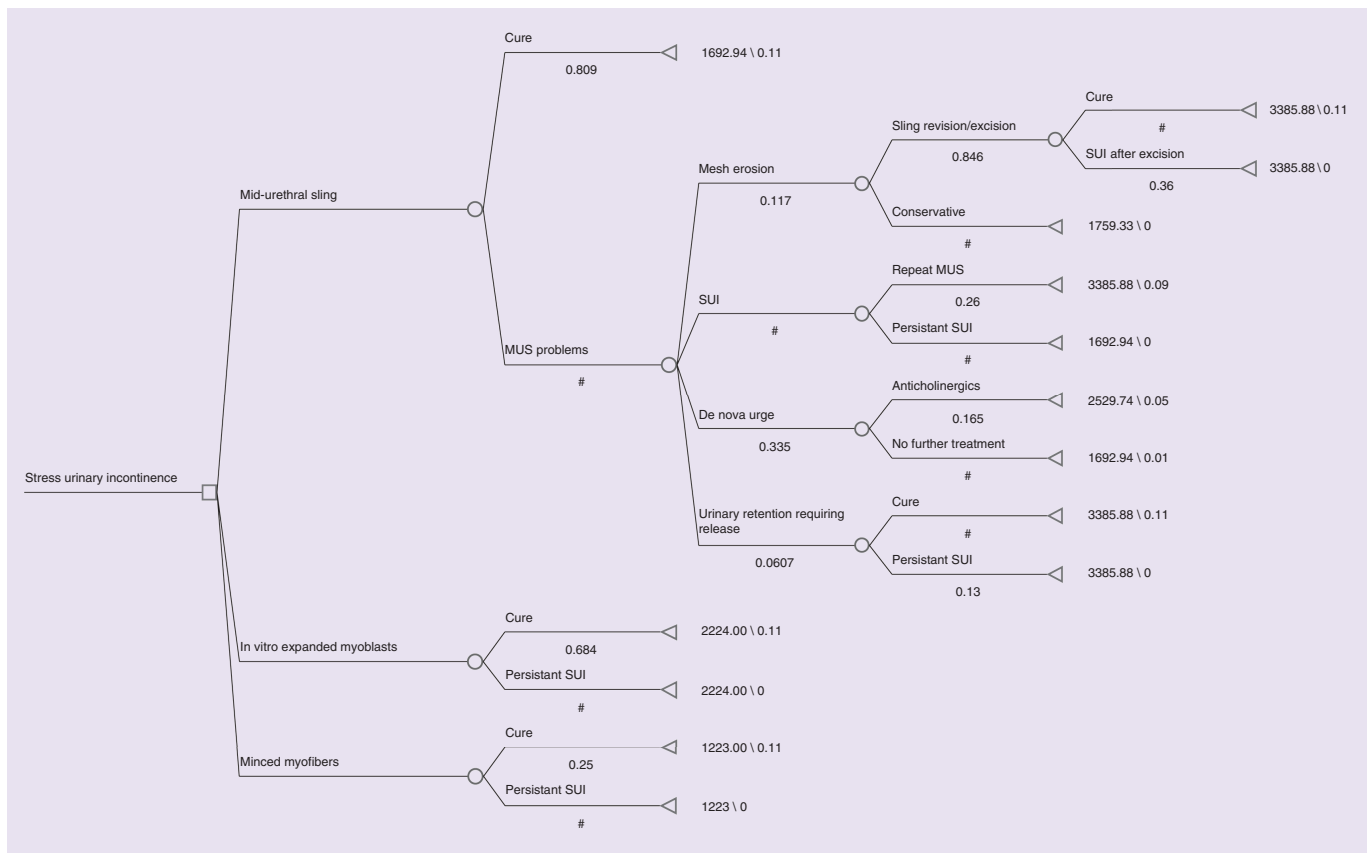 Cure
1692.94 \ 0.11
0.809
Cure
3385.88 \ 0.11
#
Sling revision/excision
0.846
SUI after excision
3385.88 \ 0
0.36
Mesh erosion
0.117
Mid-urethral sling
Conservative
1759.33 \ 0
#
Repeat MUS
3385.88 \ 0.09
0.26
SUI
#
Persistant SUI
1692.94 \ 0
#
MUS problems
#
Anticholinergics
2529.74 \ 0.05
0.165
De nova urge
0.335
No further treatment
1692.94 \ 0.01
#
Stress urinary incontinence
Cure
3385.88 \ 0.11
#
Urinary retention requiring
release
0.0607
Persistant SUI
3385.88 \ 0
0.13
Cure
2224.00 \ 0.11
0.684
In vitro expanded myoblasts
Persistant SUI
2224.00 \ 0
#
Cure
1223.00 \ 0.11
0.25
Minced myofibers
Persistant SUI
1223 \ 0
#